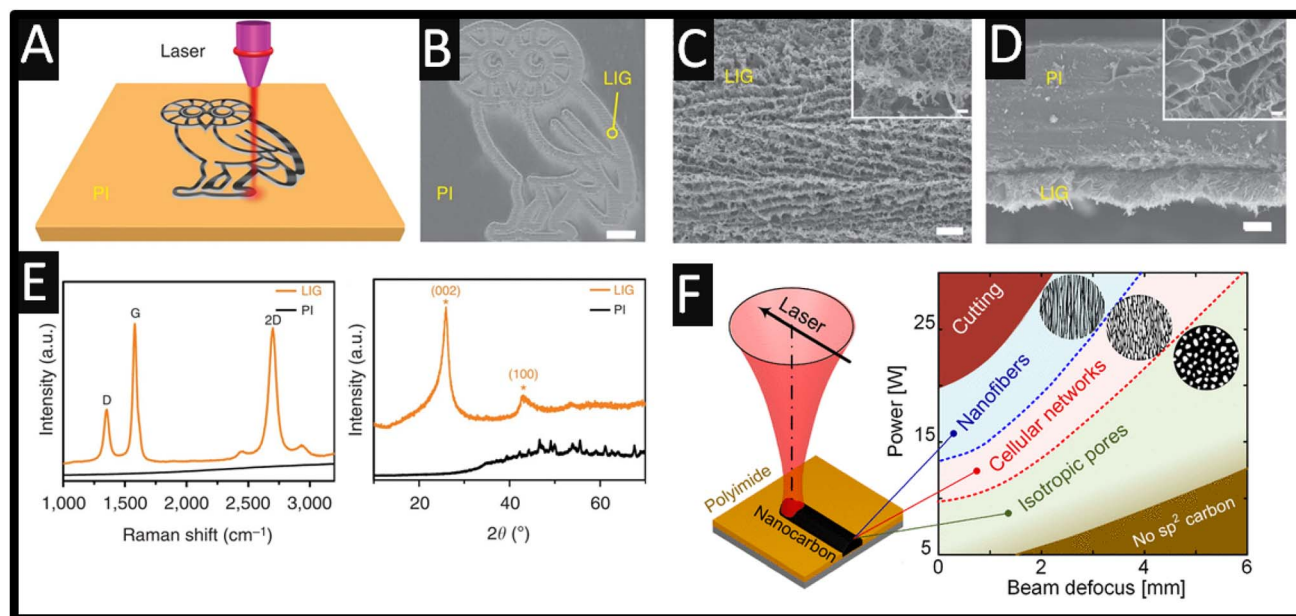 A
Laser
PI
B
LIG
PI
C
LIG
D
PI
LIG
E
LIG
PI
D
G
2D
Intensity (a.u.)
1,000
1,500
2,000
2,500
3,000
Raman shift (cm⁻¹)
LIG
PI
(002)
*
*
(100)
Intensity (a.u.)
20
40
60
2θ (°)
F
Laser
Polyimide
Nanocarbon
Power [W]
25
15
5
Cutting
Nanofibers
Cellular networks
Isotropic pores
No sp² carbon
0
2
4
6
Beam defocus [mm]